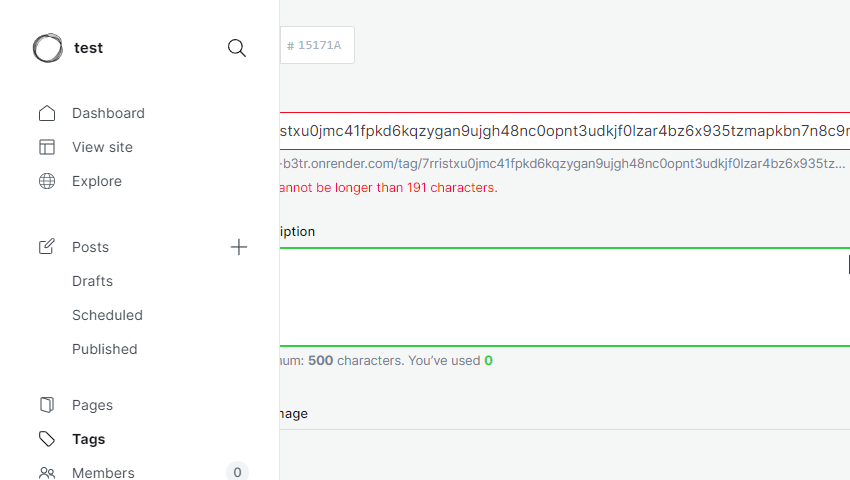 test
Dashboard
View site
Explore
Posts
Drafts
Scheduled
Published
Pages
Tags
Members
0
# 15171A
stxu0jmc41fpkd6kqzygan9ujgh48nc0opnt3udkjf0lzar4bz6x935tzmapkbn7n8c9r
-b3tr.onrender.com/tag/7rristxu0jmc41fpkd6kqzygan9ujgh48nc0opnt3udkjf0lzar4bz6x935tz...
annot be longer than 191 characters.
iption
num: 500 characters. You’ve used 0
nage